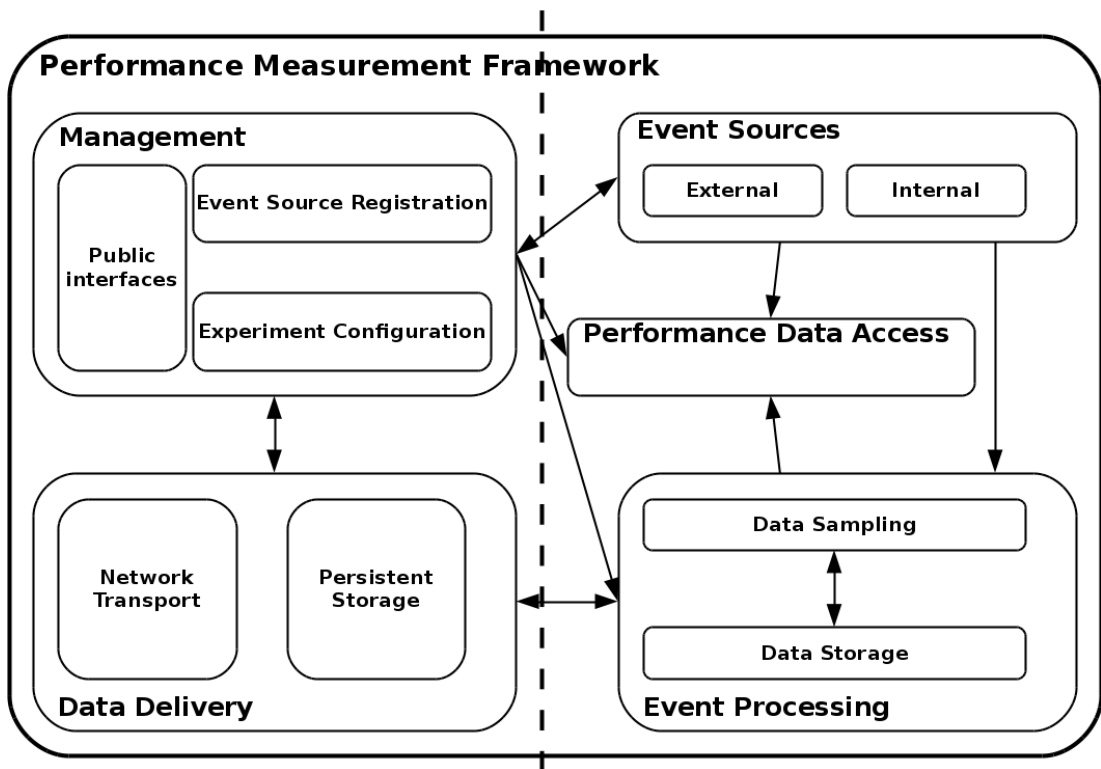 Performance Measurement Framework
Management
Public
interfaces
Event Source Registration
Experiment Configuration
Event Sources
External
Internal
Performance Data Access
Network
Transport
Persistent
Storage
Data Delivery
Data Sampling
Data Storage
Event Processing